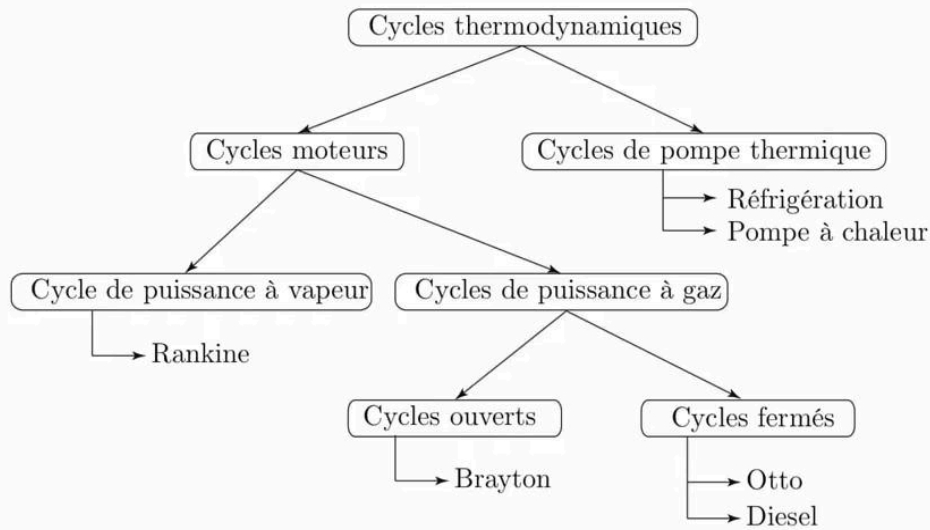 Cycles thermodynamiques
Cycles moteurs
Cycles de pompe thermique
Réfrigération
Pompe à chaleur
Cycle de puissance à vapeur
Cycles de puissance à gaz
Rankine
Cycles ouverts
Cycles fermés
Brayton
Otto
Diesel